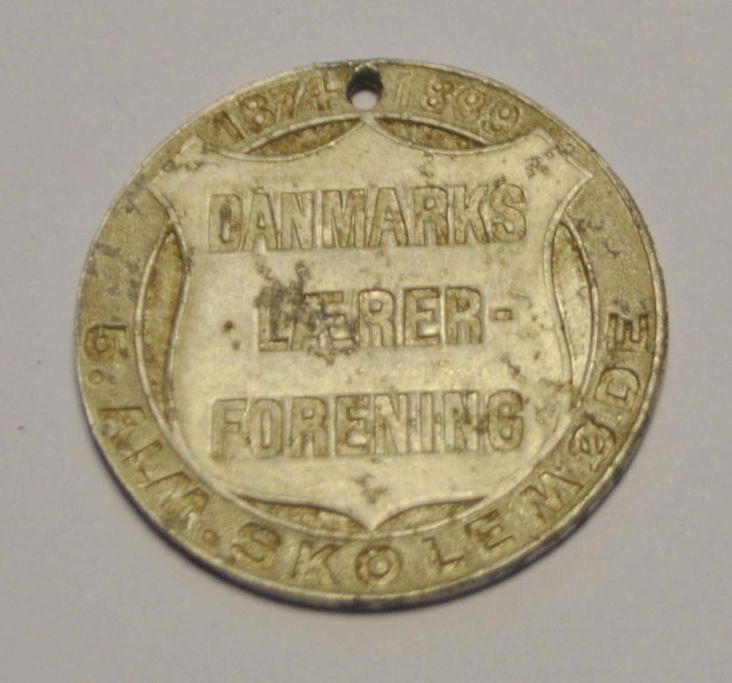 1874-1899
DANMARKS
LÆRER-
FORENING
5. ALM. SKOLEMØDE